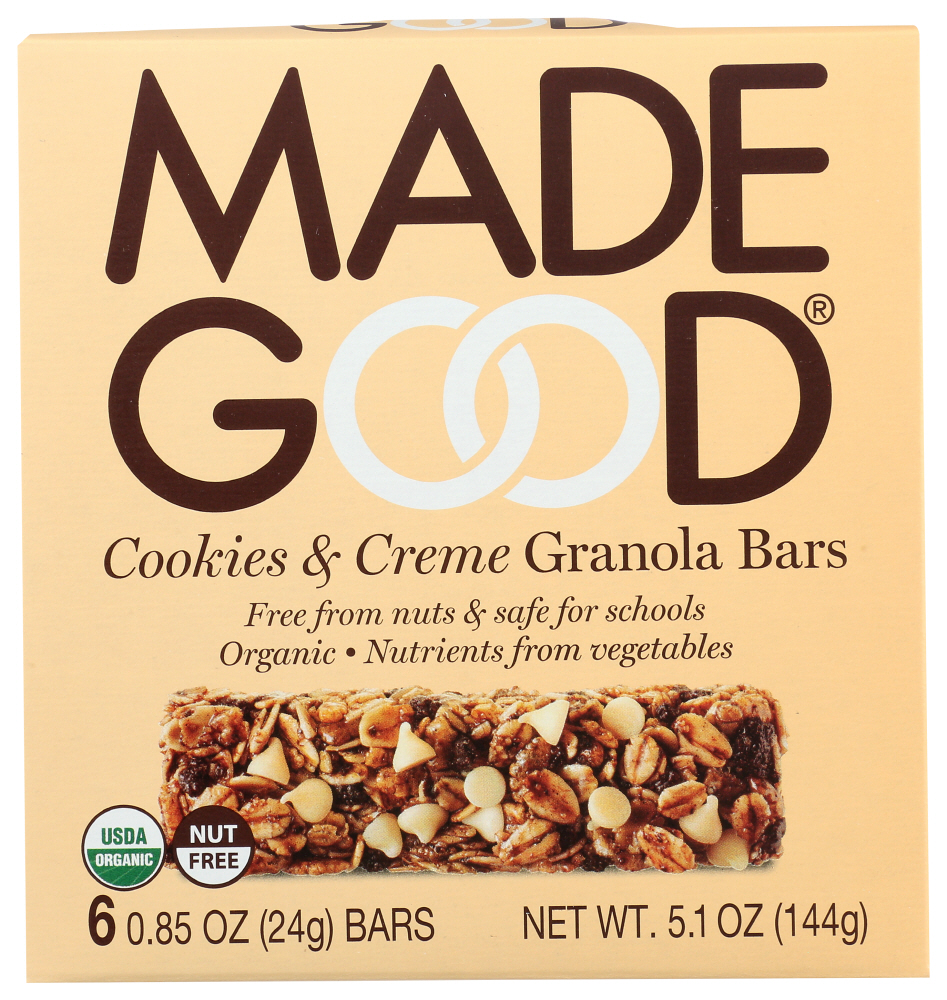 GOOD
MADE
GOOD®
Cookies & Creme Granola Bars
Free from nuts & safe for schools
Organic • Nutrients from vegetables
USDA
ORGANIC
NUT
FREE
6 0.85 OZ (24g) BARS
NET WT. 5.1 OZ (144g)